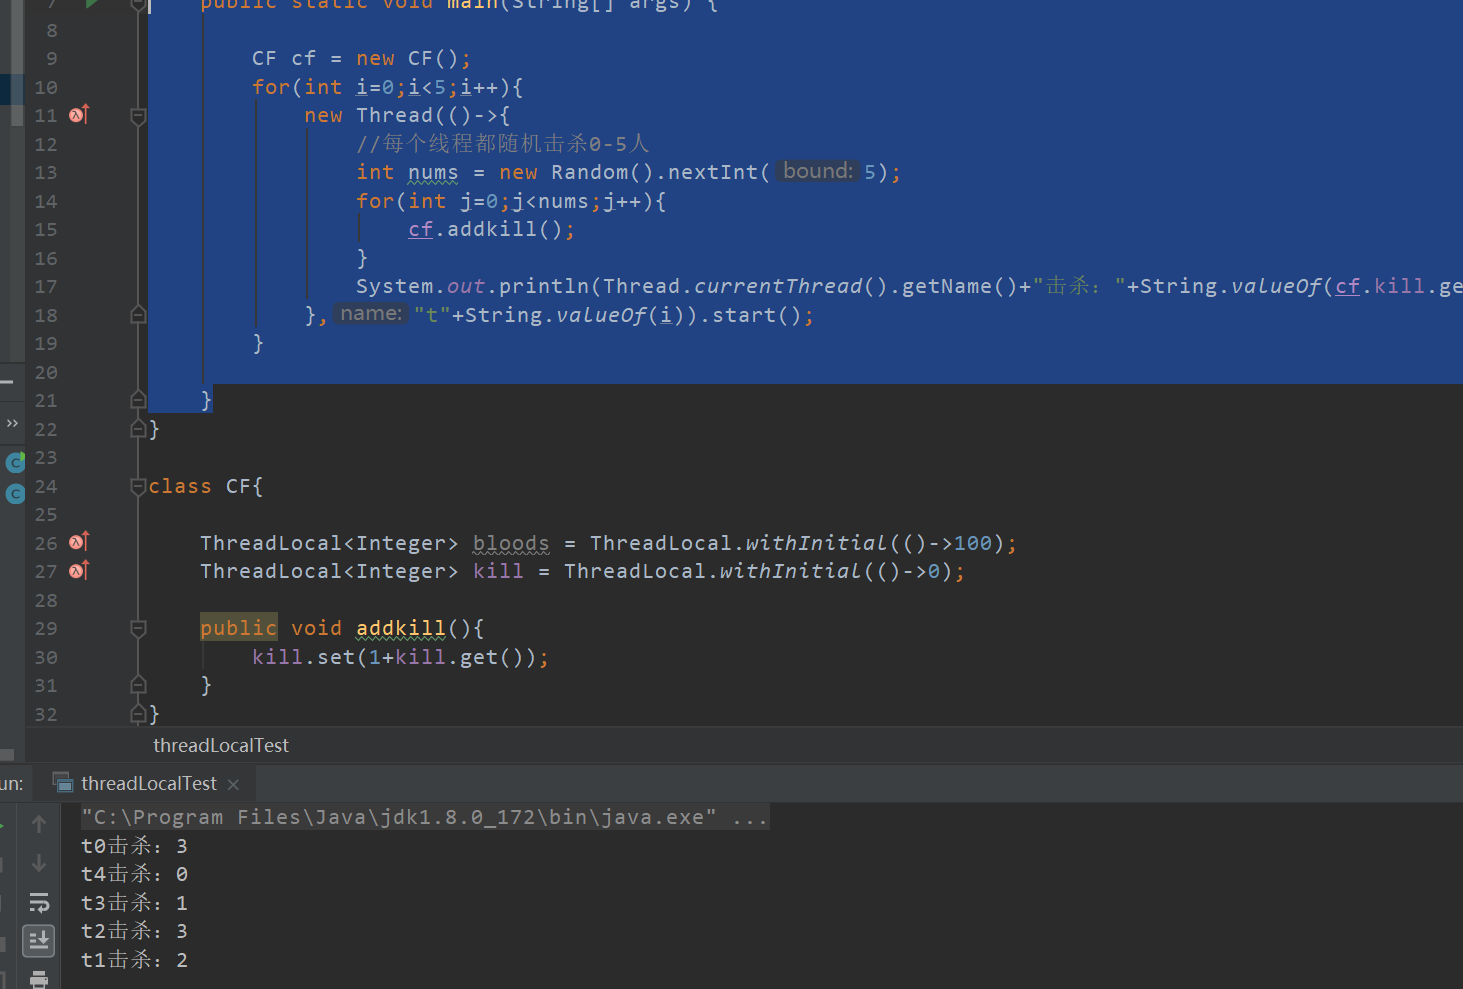 7 public static void main(String[] args) {
8
9 CF cf = new CF();
10 for(int i=0;i<5;i++){
11 new Thread(()->{
12 //每个线程都随机击杀0-5人
13 int nums = new Random().nextInt( bound: 5);
14 for(int j=0;j<nums;j++){
15 cf.addkill();
16 }
17 System.out.println(Thread.currentThread().getName()+"击杀："+String.valueOf(cf.kill.ge
18 }, name: "t"+String.valueOf(i)).start();
19 }
20
21 }
22 }
23
24 class CF{
25
26 ThreadLocal<Integer> bloods = ThreadLocal.withInitial(()->100);
27 ThreadLocal<Integer> kill = ThreadLocal.withInitial(()->0);
28
29 public void addkill(){
30 kill.set(1+kill.get());
31 }
32 }
threadLocalTest
un: threadLocalTest ×
"C:\Program Files\Java\jdk1.8.0_172\bin\java.exe" ...
t0击杀：3
t4击杀：0
t3击杀：1
t2击杀：3
t1击杀：2